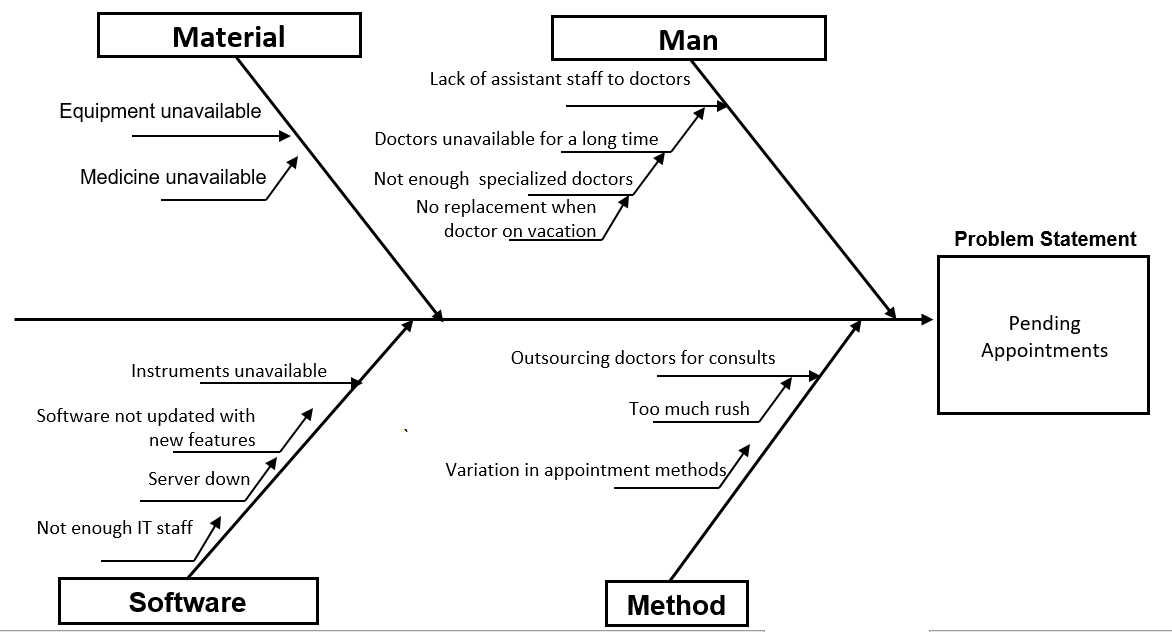 Material
Man
Lack of assistant staff to doctors
Equipment unavailable
Doctors unavailable for a long time
Medicine unavailable
Not enough specialized doctors
No replacement when
doctor on vacation
Problem Statement
Pending
Appointments
Outsourcing doctors for consults
Instruments unavailable
Too much rush
Software not updated with
new features
Variation in appointment methods
Server down
Not enough IT staff
Software
Method